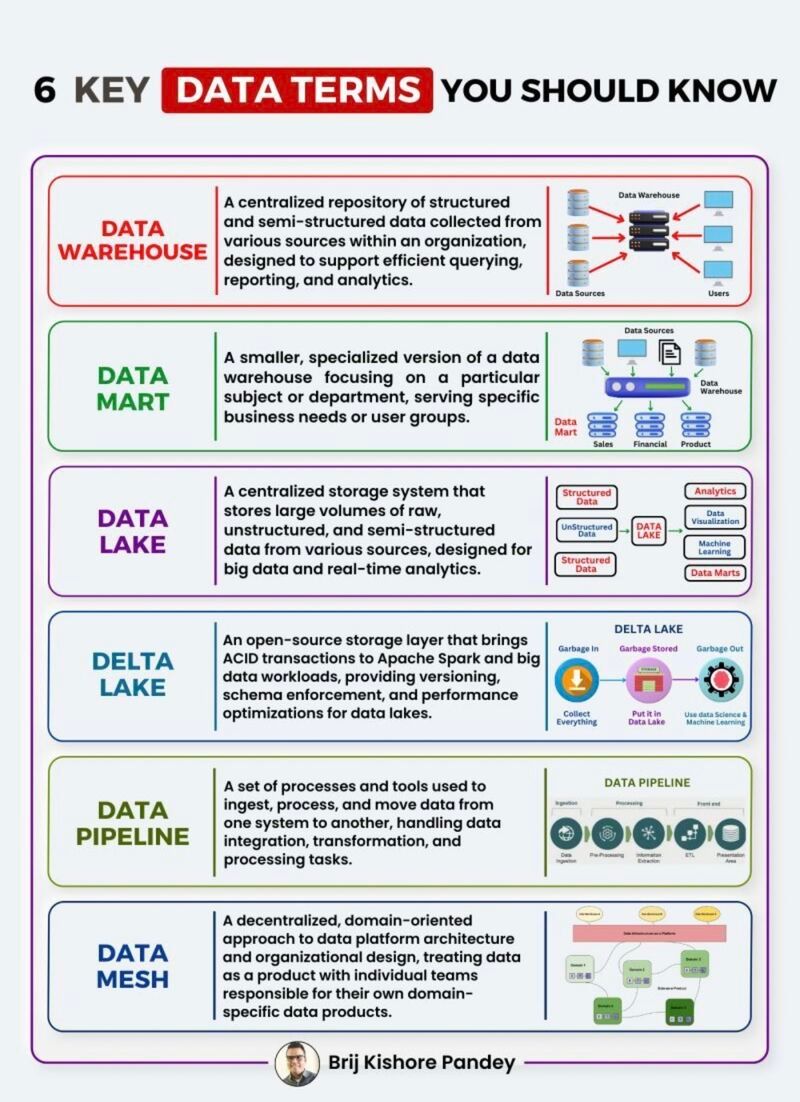 6 KEY DATA TERMS YOU SHOULD KNOW
DATA
WAREHOUSE
A centralized repository of structured
and semi-structured data collected from
various sources within an organization,
designed to support efficient querying,
reporting, and analytics.
Data Warehouse
Data Sources
Users
DATA
MART
A smaller, specialized version of a data
warehouse focusing on a particular
subject or department, serving specific
business needs or user groups.
Data Sources
Data
Warehouse
Data
Mart
Sales
Financial
Product
DATA
LAKE
A centralized storage system that
stores large volumes of raw,
unstructured, and semi-structured
data from various sources, designed for
big data and real-time analytics.
Structured
Data
UnStructured
Data
Structured
Data
DATA
LAKE
Analytics
Data
Visualization
Machine
Learning
Data Marts
DELTA
LAKE
An open-source storage layer that brings
ACID transactions to Apache Spark and big
data workloads, providing versioning,
schema enforcement, and performance
optimizations for data lakes.
DELTA LAKE
Garbage In
Garbage Stored
Garbage Out
STORAGE
Collect
Everything
Put it in
Data Lake
Use data Science &
Machine Learning
DATA
PIPELINE
A set of processes and tools used to
ingest, process, and move data from
one system to another, handling data
integration, transformation, and
processing tasks.
DATA PIPELINE
Ingestion
Processing
Front end
Data
Ingestion
Pre-Processing
Information
Extraction
ETL
Presentation
Area
DATA
MESH
A decentralized, domain-oriented
approach to data platform architecture
and organizational design, treating data
as a product with individual teams
responsible for their own domain-
specific data products.
Data Infrastructure as a Platform
Domain 1
Domain 2
Domain 3
Brij Kishore Pandey